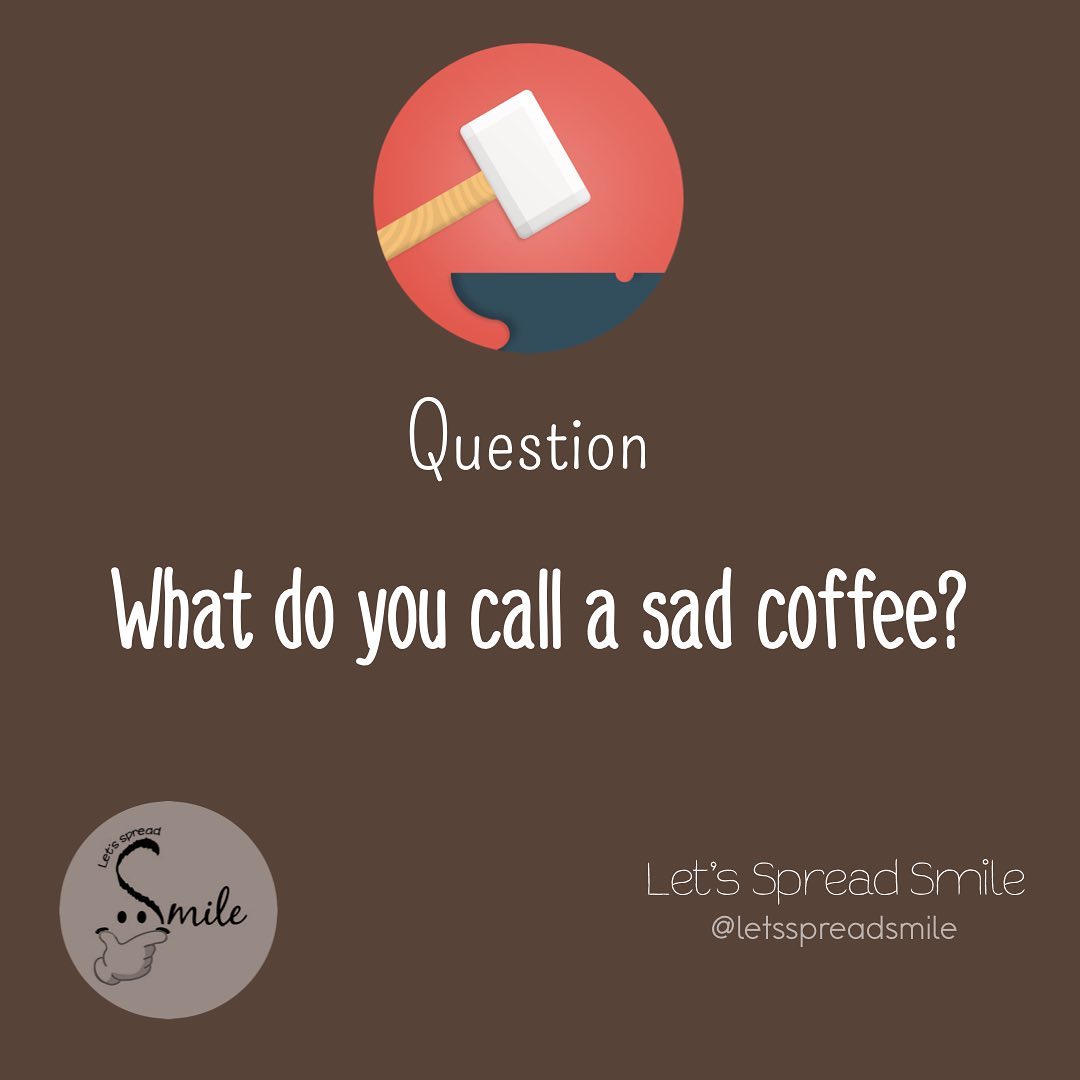 Question
What do you call a sad coffee?
Let's spread
Smile
Let's Spread Smile
@letsspreadsmile